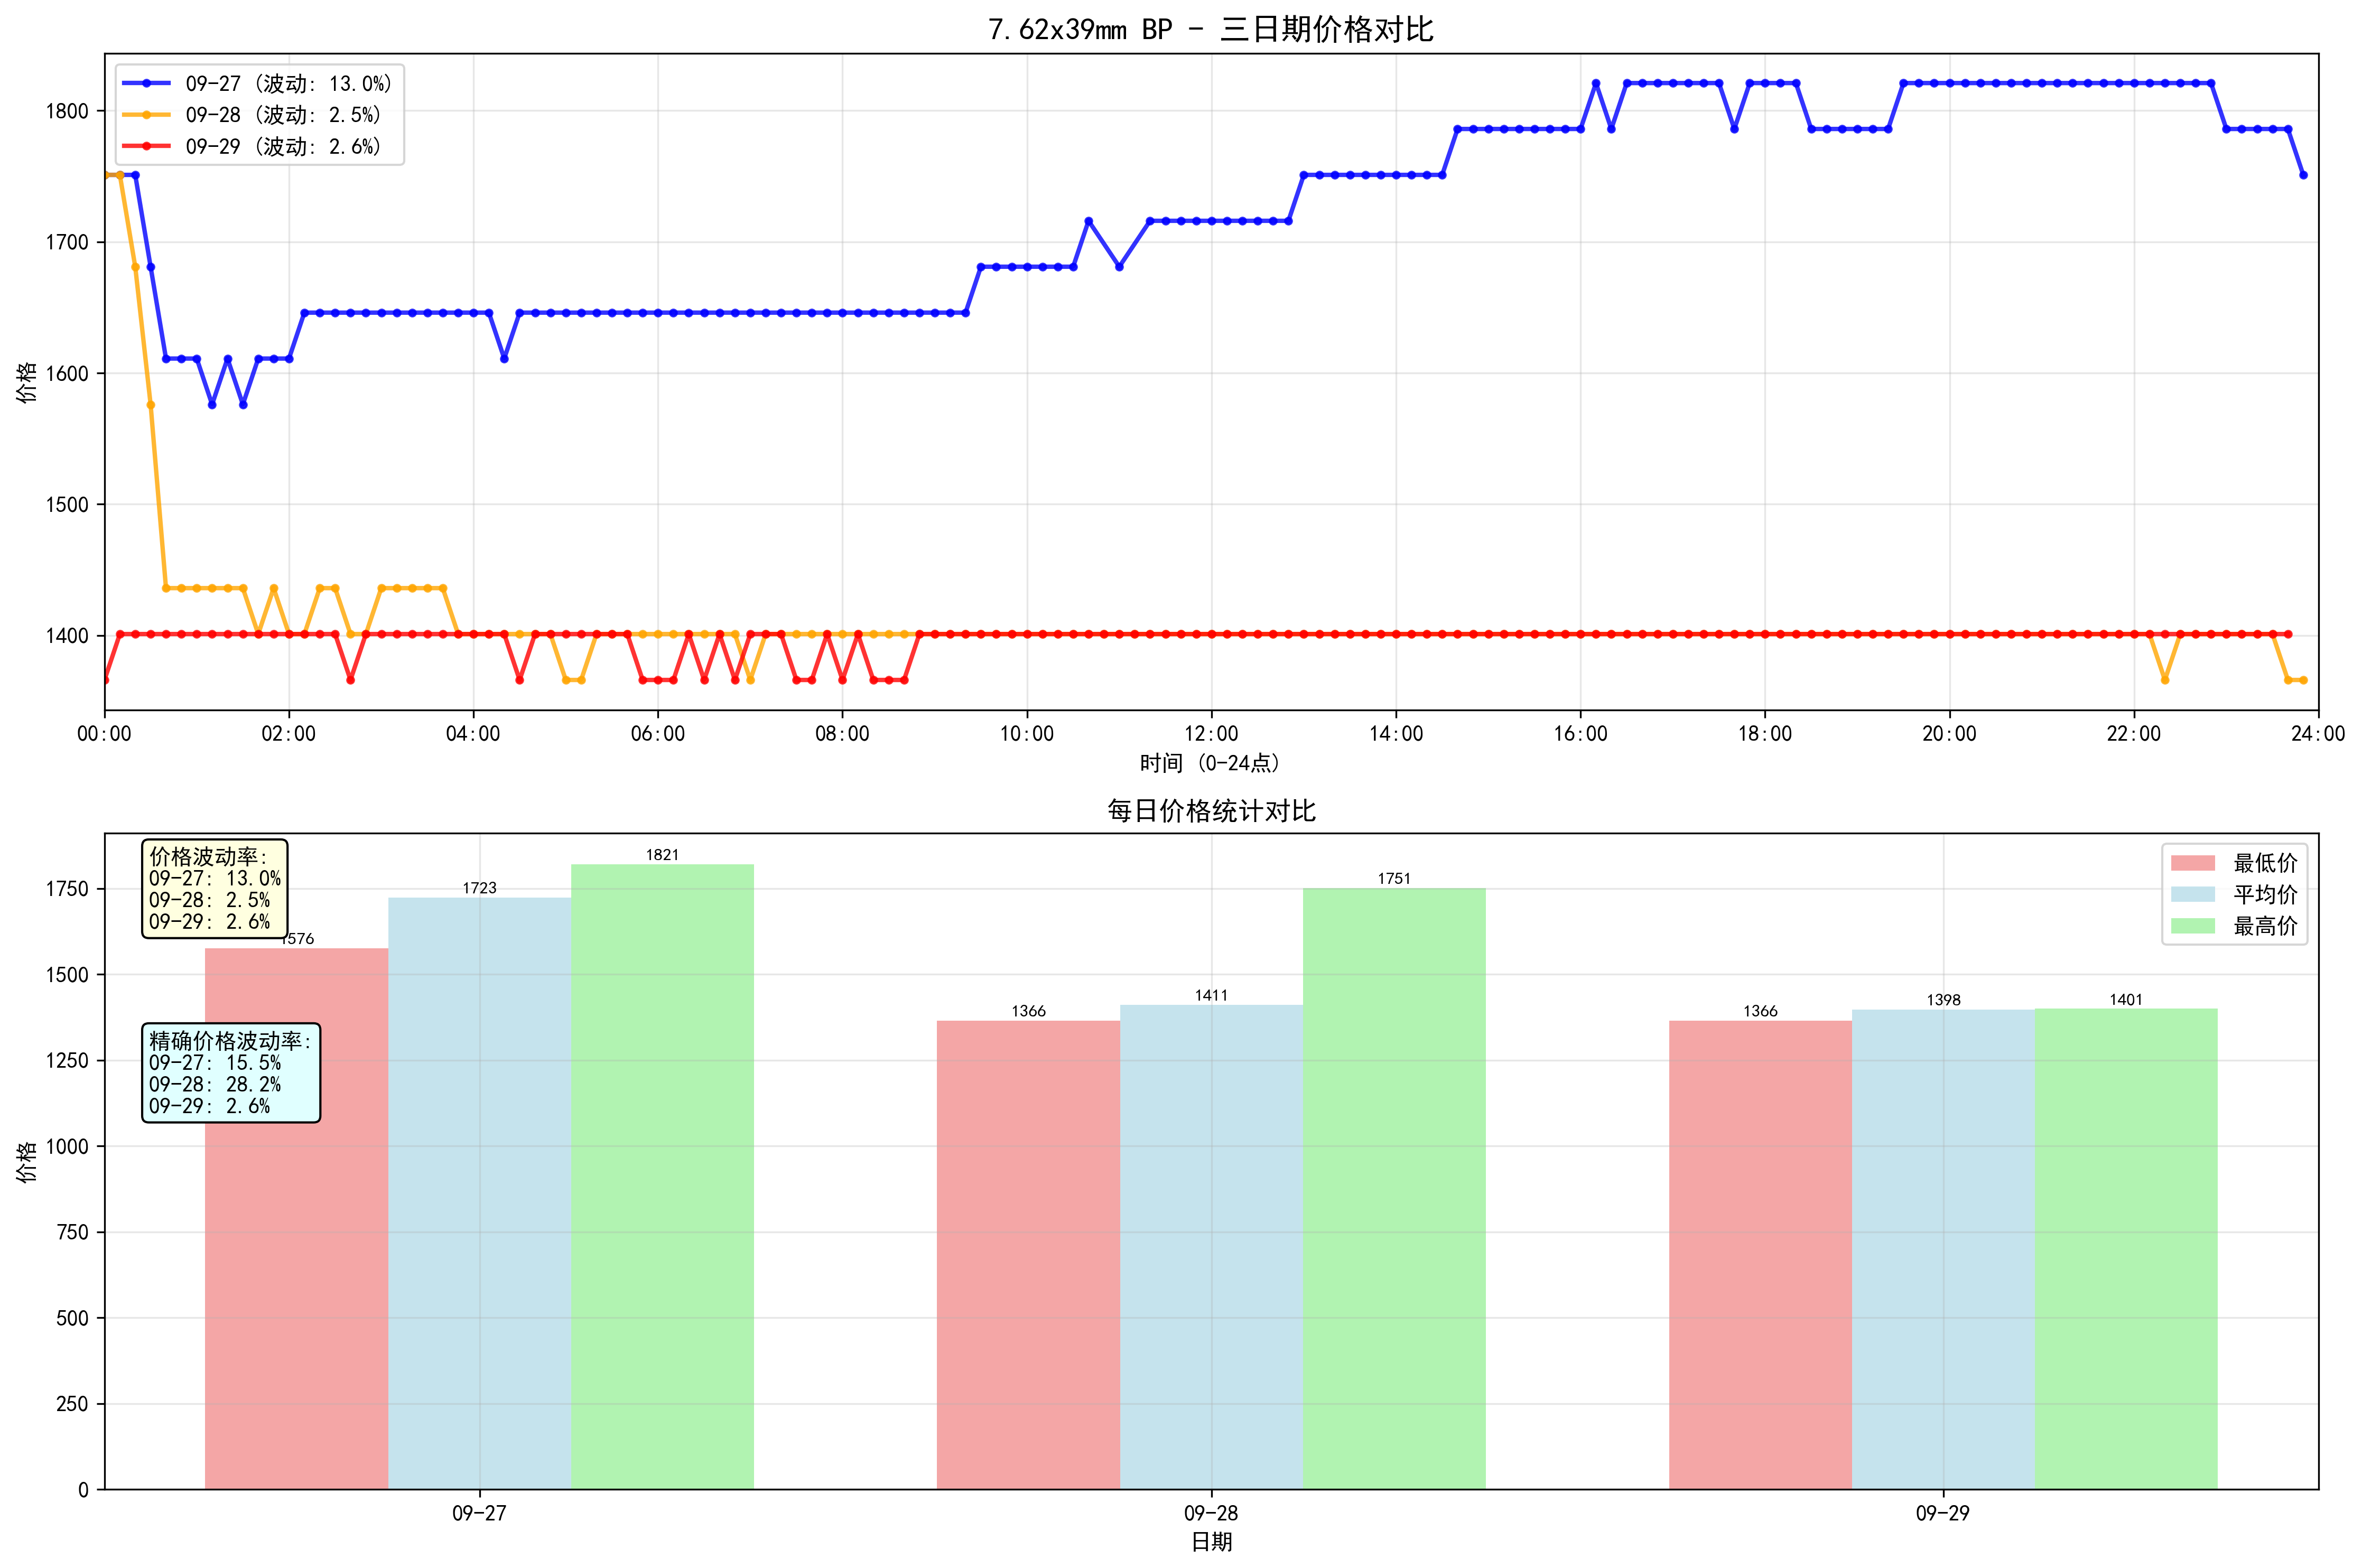 7.62x39mm BP - 三日期价格对比
09-27 (波动: 13.0%)
09-28 (波动: 2.5%)
09-29 (波动: 2.6%)
价格
1800
1700
1600
1500
1400
00:00 02:00 04:00 06:00 08:00 10:00 12:00 14:00 16:00 18:00 20:00 22:00 24:00
时间 (0-24点)
每日价格统计对比
价格波动率:
09-27: 13.0%
09-28: 2.5%
09-29: 2.6%
精确价格波动率:
09-27: 15.5%
09-28: 28.2%
09-29: 2.6%
最低价
平均价
最高价
1576 1723 1821
1366 1411 1751
1366 1398 1401
价格
1750
1500
1250
1000
750
500
250
0
09-27 09-28 09-29
日期